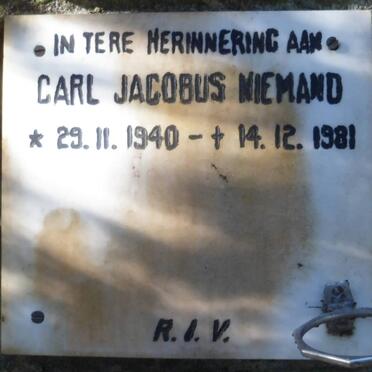 IN TERE HERINNERING AAN
CARL JACOBUS NIEMAND
* 29.11.1940 - † 14.12.1981
R.I.V.